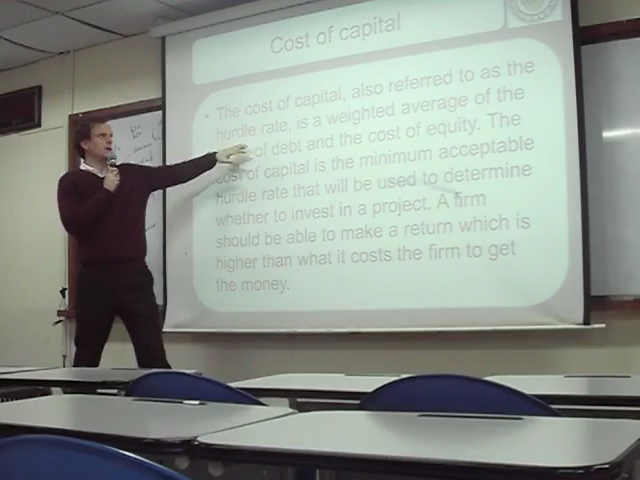 Cost of capital
• The cost of capital, also referred to as the
hurdle rate, is a weighted average of the
of debt and the cost of equity. The
cost of capital is the minimum acceptable
hurdle rate that will be used to determine
whether to invest in a project. A firm
should be able to make a return which is
higher than what it costs the firm to get
the money.